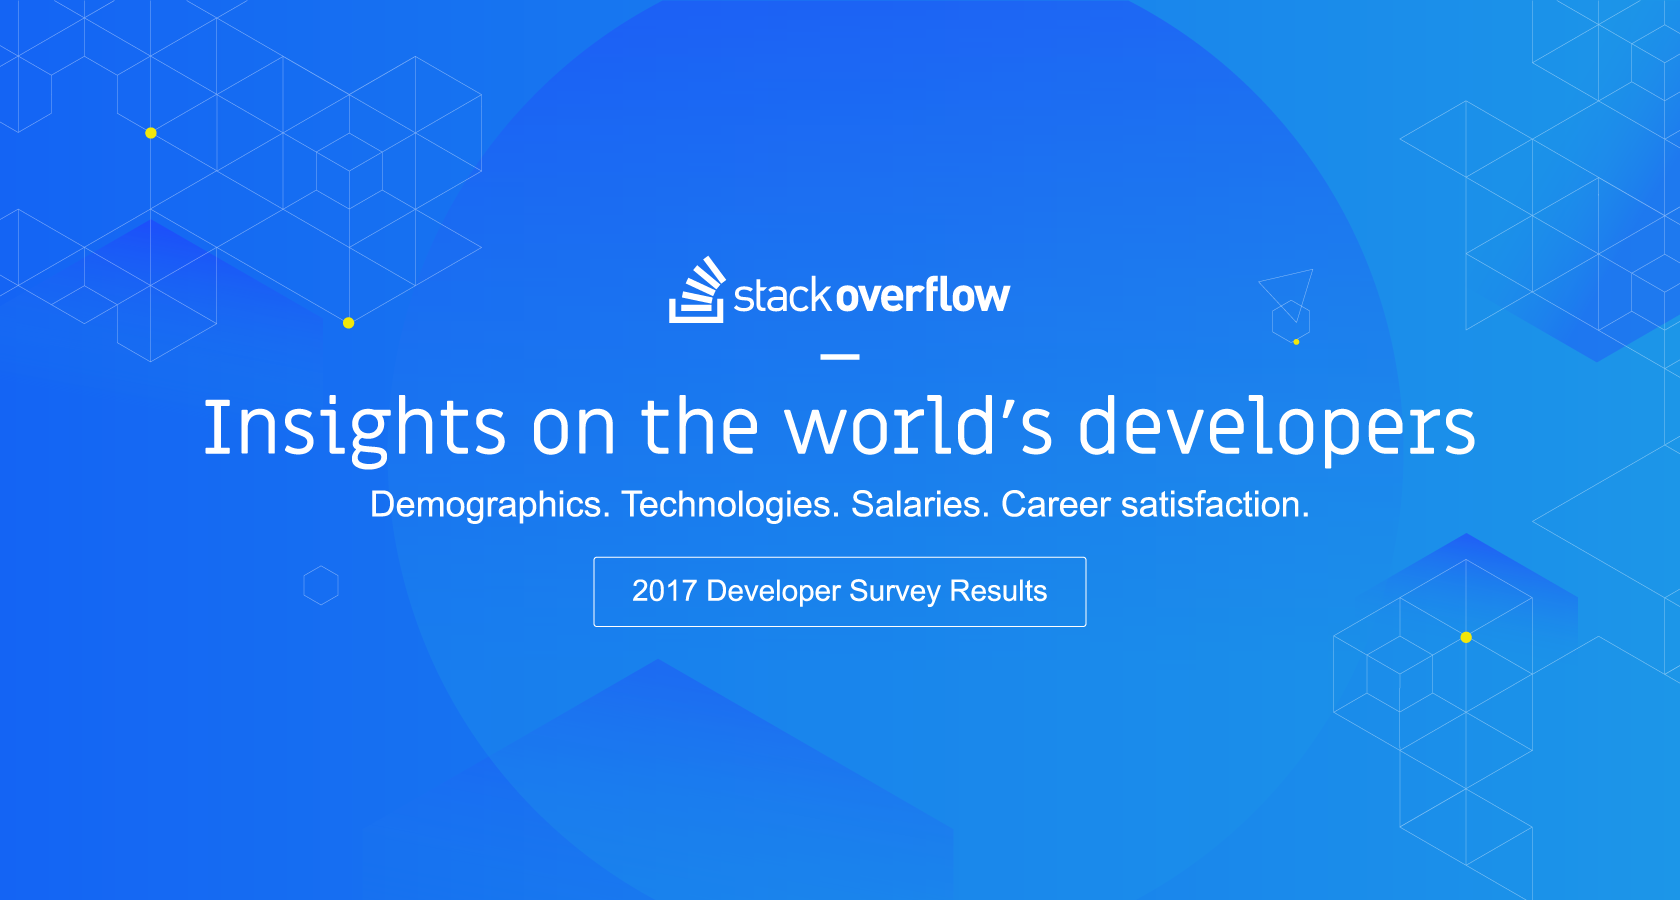 stackoverflow
Insights on the world’s developers
Demographics. Technologies. Salaries. Career satisfaction.
2017 Developer Survey Results